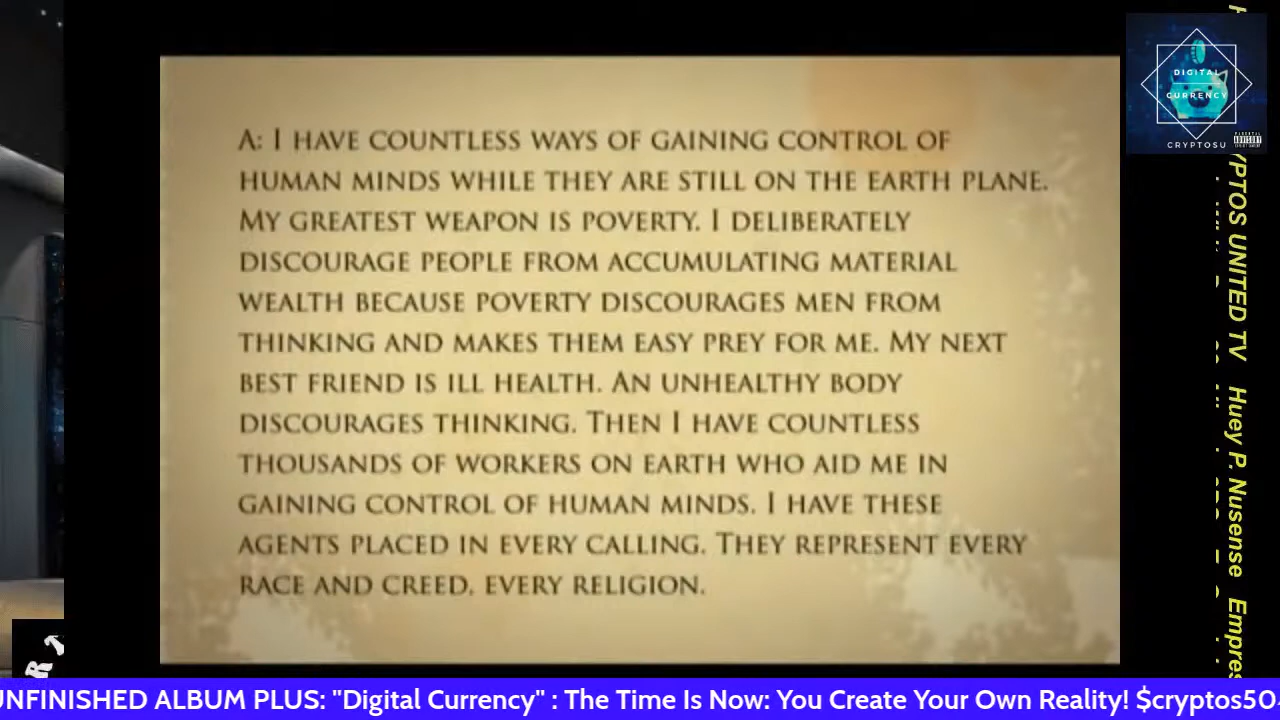 A: I HAVE COUNTLESS WAYS OF GAINING CONTROL OF
HUMAN MINDS WHILE THEY ARE STILL ON THE EARTH PLANE.
MY GREATEST WEAPON IS POVERTY. I DELIBERATELY
DISCOURAGE PEOPLE FROM ACCUMULATING MATERIAL
WEALTH BECAUSE POVERTY DISCOURAGES MEN FROM
THINKING AND MAKES THEM EASY PREY FOR ME. MY NEXT
BEST FRIEND IS ILL HEALTH. AN UNHEALTHY BODY
DISCOURAGES THINKING. THEN I HAVE COUNTLESS
THOUSANDS OF WORKERS ON EARTH WHO AID ME IN
GAINING CONTROL OF HUMAN MINDS. I HAVE THESE
AGENTS PLACED IN EVERY CALLING. THEY REPRESENT EVERY
RACE AND CREED, EVERY RELIGION.
DIGITAL
CURRENCY
CRYPTOSU
PARENTAL
ADVISORY
YPTOS UNITED TV Huey P. Nusense Empres
UNFINISHED ALBUM PLUS: "Digital Currency" : The Time Is Now: You Create Your Own Reality! $cryptos50